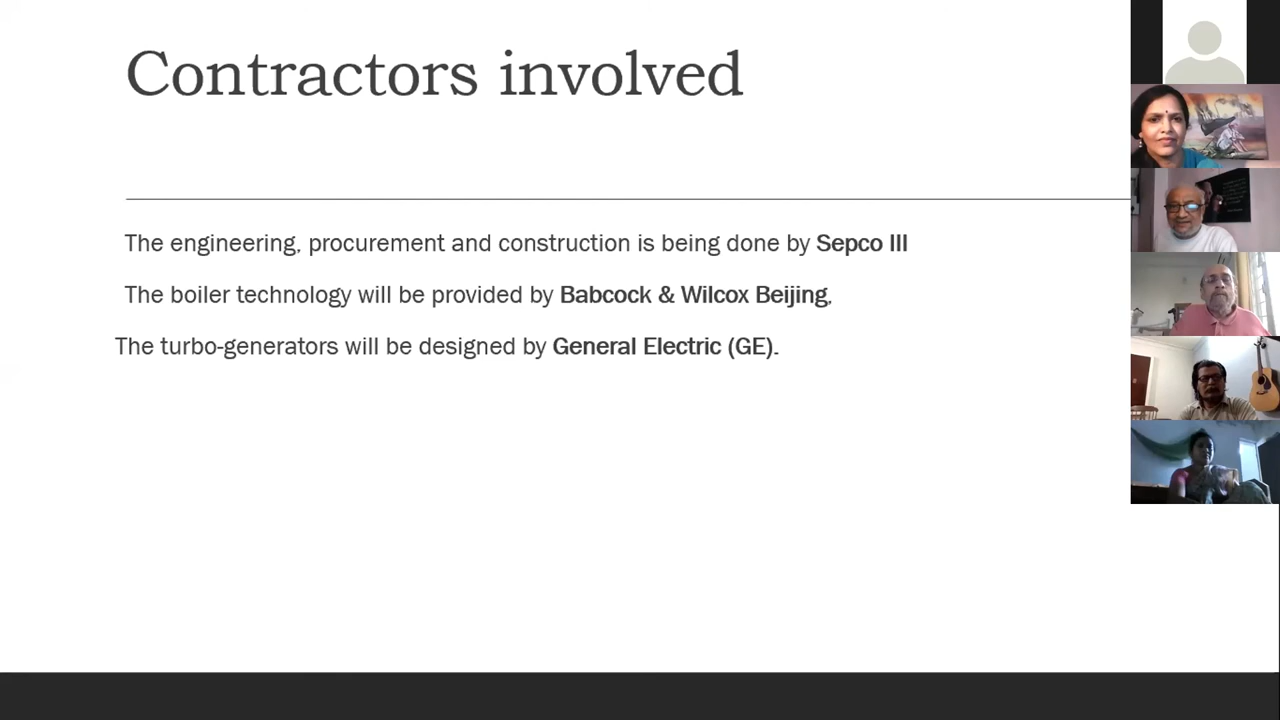 Contractors involved
The engineering, procurement and construction is being done by Sepco III
The boiler technology will be provided by Babcock & Wilcox Beijing,
The turbo-generators will be designed by General Electric (GE).